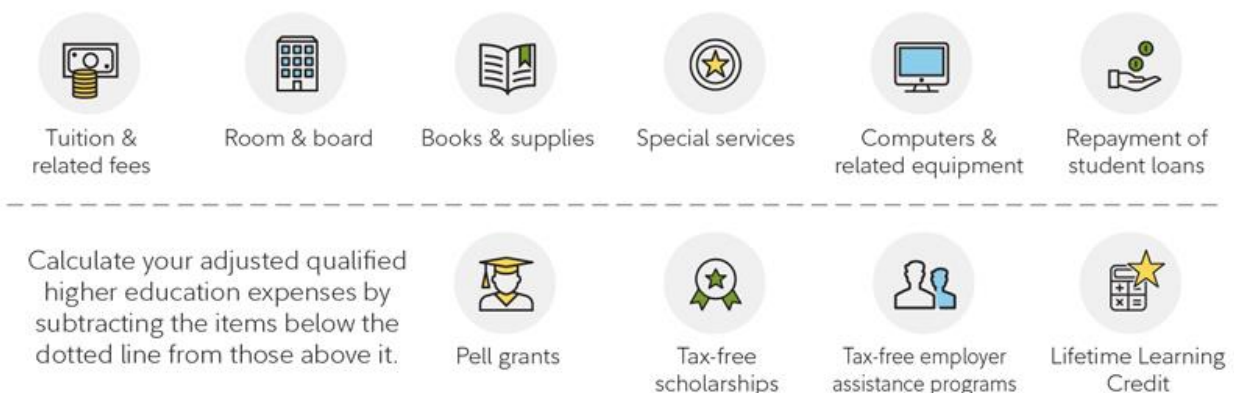 Tuition &
related fees
Room & board
Books & supplies
Special services
Computers &
related equipment
Repayment of
student loans
Calculate your adjusted qualified
higher education expenses by
subtracting the items below the
dotted line from those above it.
Pell grants
Tax-free
scholarships
Tax-free employer
assistance programs
Lifetime Learning
Credit